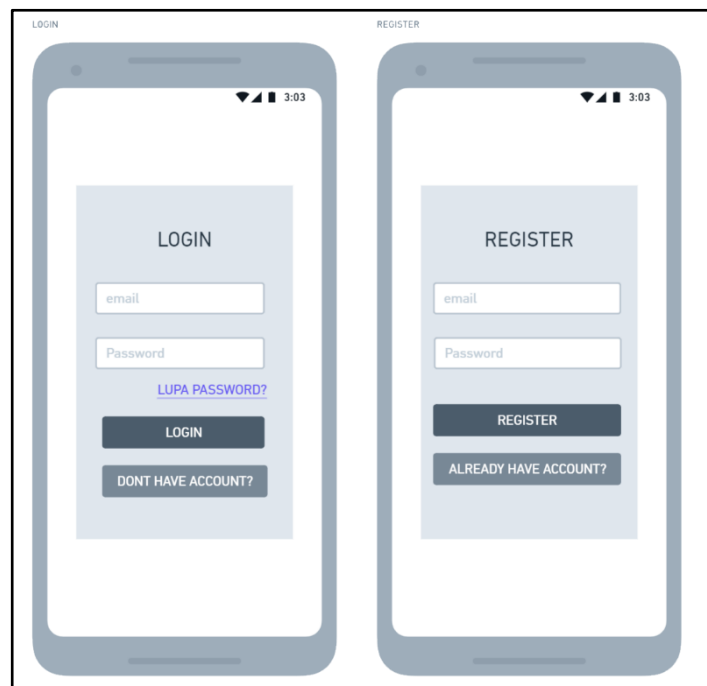 LOGIN
3:03
LOGIN
email
Password
LUPA PASSWORD?
LOGIN
DONT HAVE ACCOUNT?
REGISTER
3:03
REGISTER
email
Password
REGISTER
ALREADY HAVE ACCOUNT?